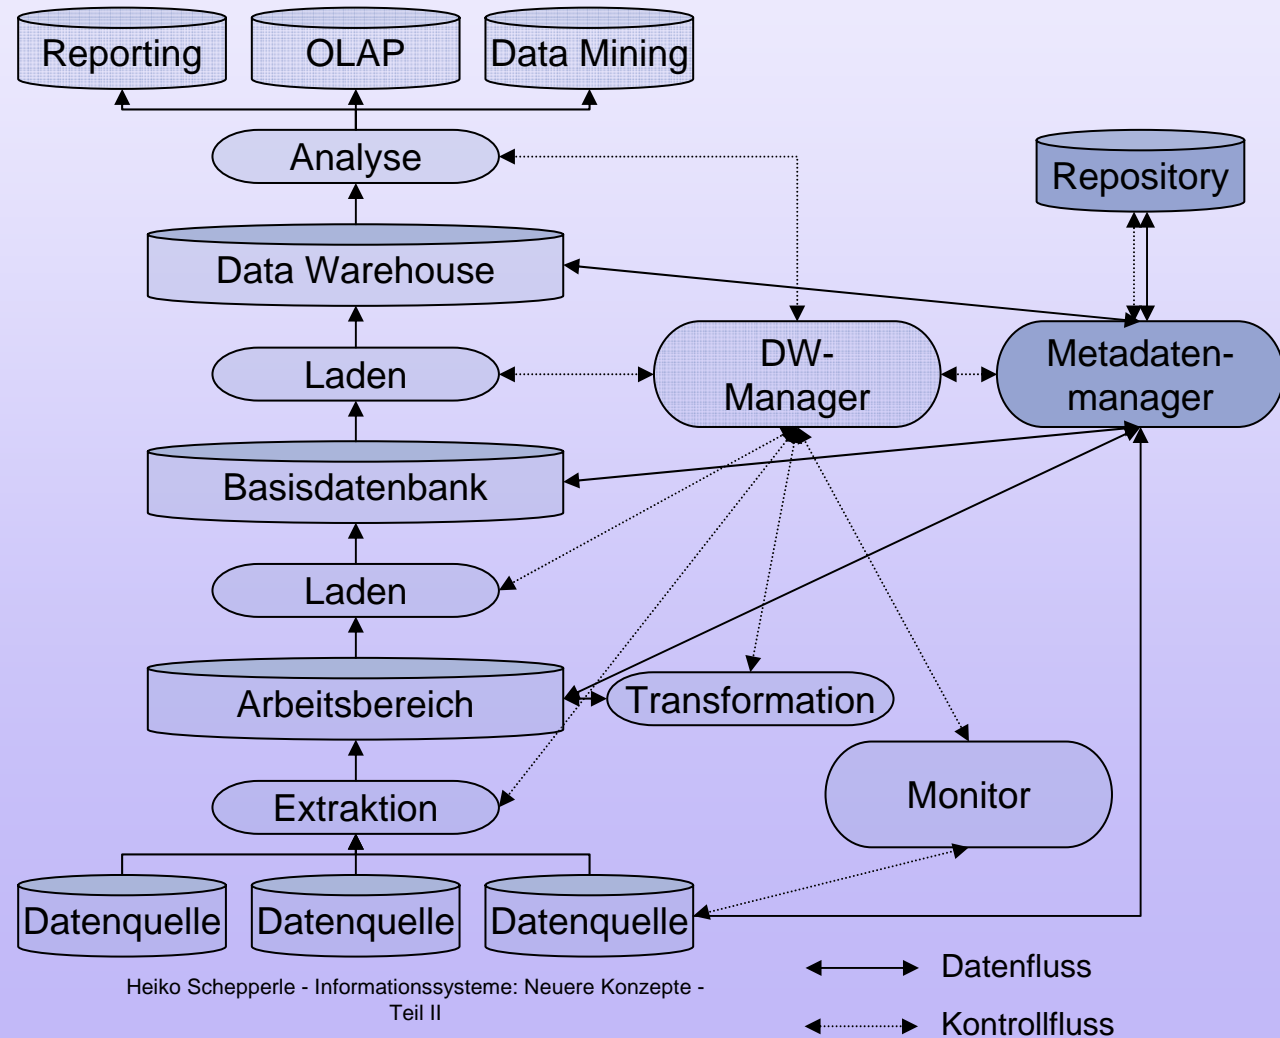 Reporting
OLAP
Data Mining
Analyse
Repository
Data Warehouse
Laden
DW-
Manager
Metadaten-
manager
Basisdatenbank
Laden
Arbeitsbereich
Transformation
Extraktion
Monitor
Datenquelle
Datenquelle
Datenquelle
Datenfluss
Kontrollfluss
Heiko Schepperle - Informationssysteme: Neuere Konzepte -
Teil II